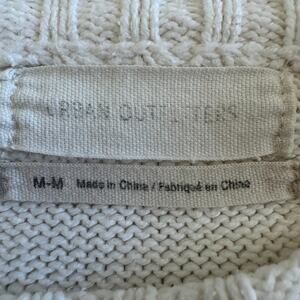 URBAN OUTFITTERS
M-M Made in China / Fabriqué en Chine